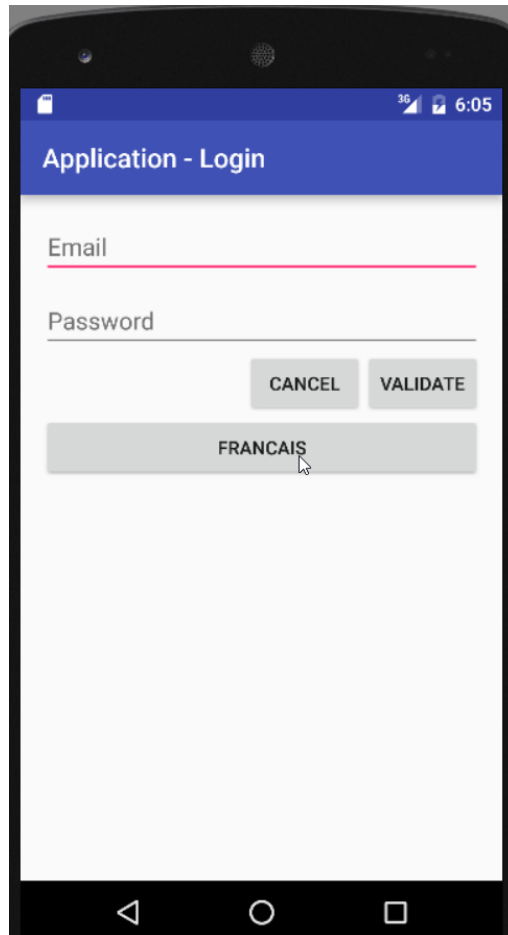 3G 6:05
Application - Login
Email
Password
CANCEL VALIDATE
FRANCAIS